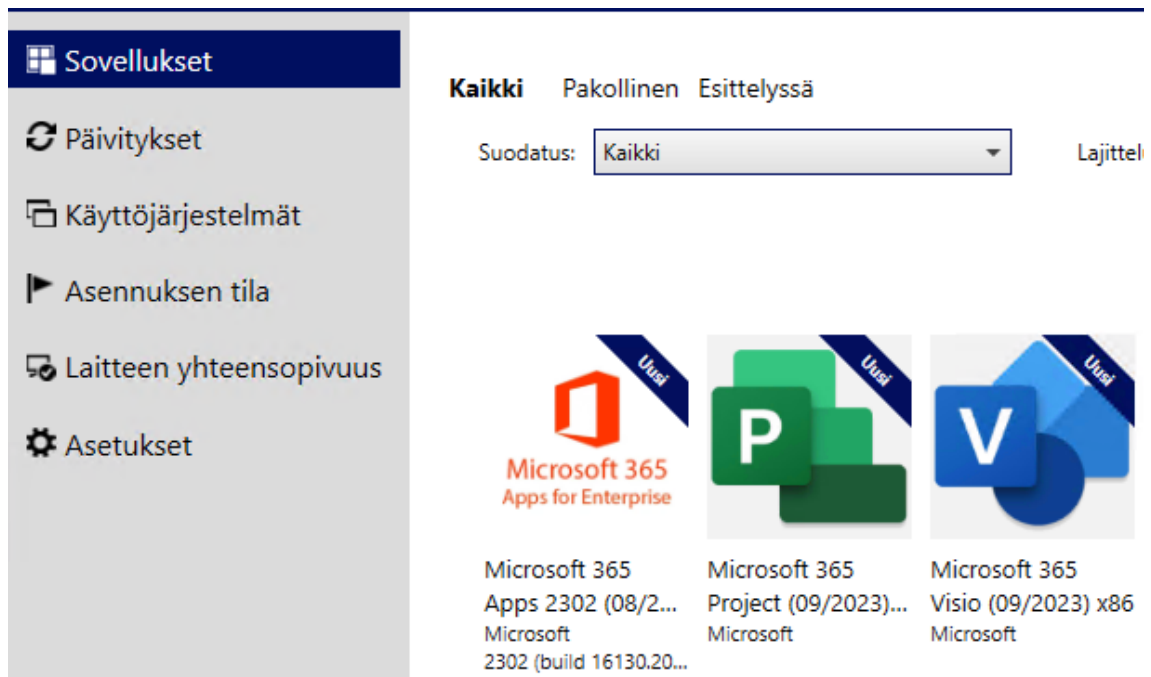 Sovellukset
Päivitykset
Käyttöjärjestelmät
Asennuksen tila
Laitteen yhteensopivuus
Asetukset
Kaikki Pakollinen Esittelyssä
Suodatus: Kaikki Lajittel
Uusi
Microsoft 365
Apps for Enterprise
Microsoft 365
Apps 2302 (08/2...
Microsoft
2302 (build 16130.20...
Uusi
P
Microsoft 365
Project (09/2023)...
Microsoft
Uusi
V
Microsoft 365
Visio (09/2023) x86
Microsoft